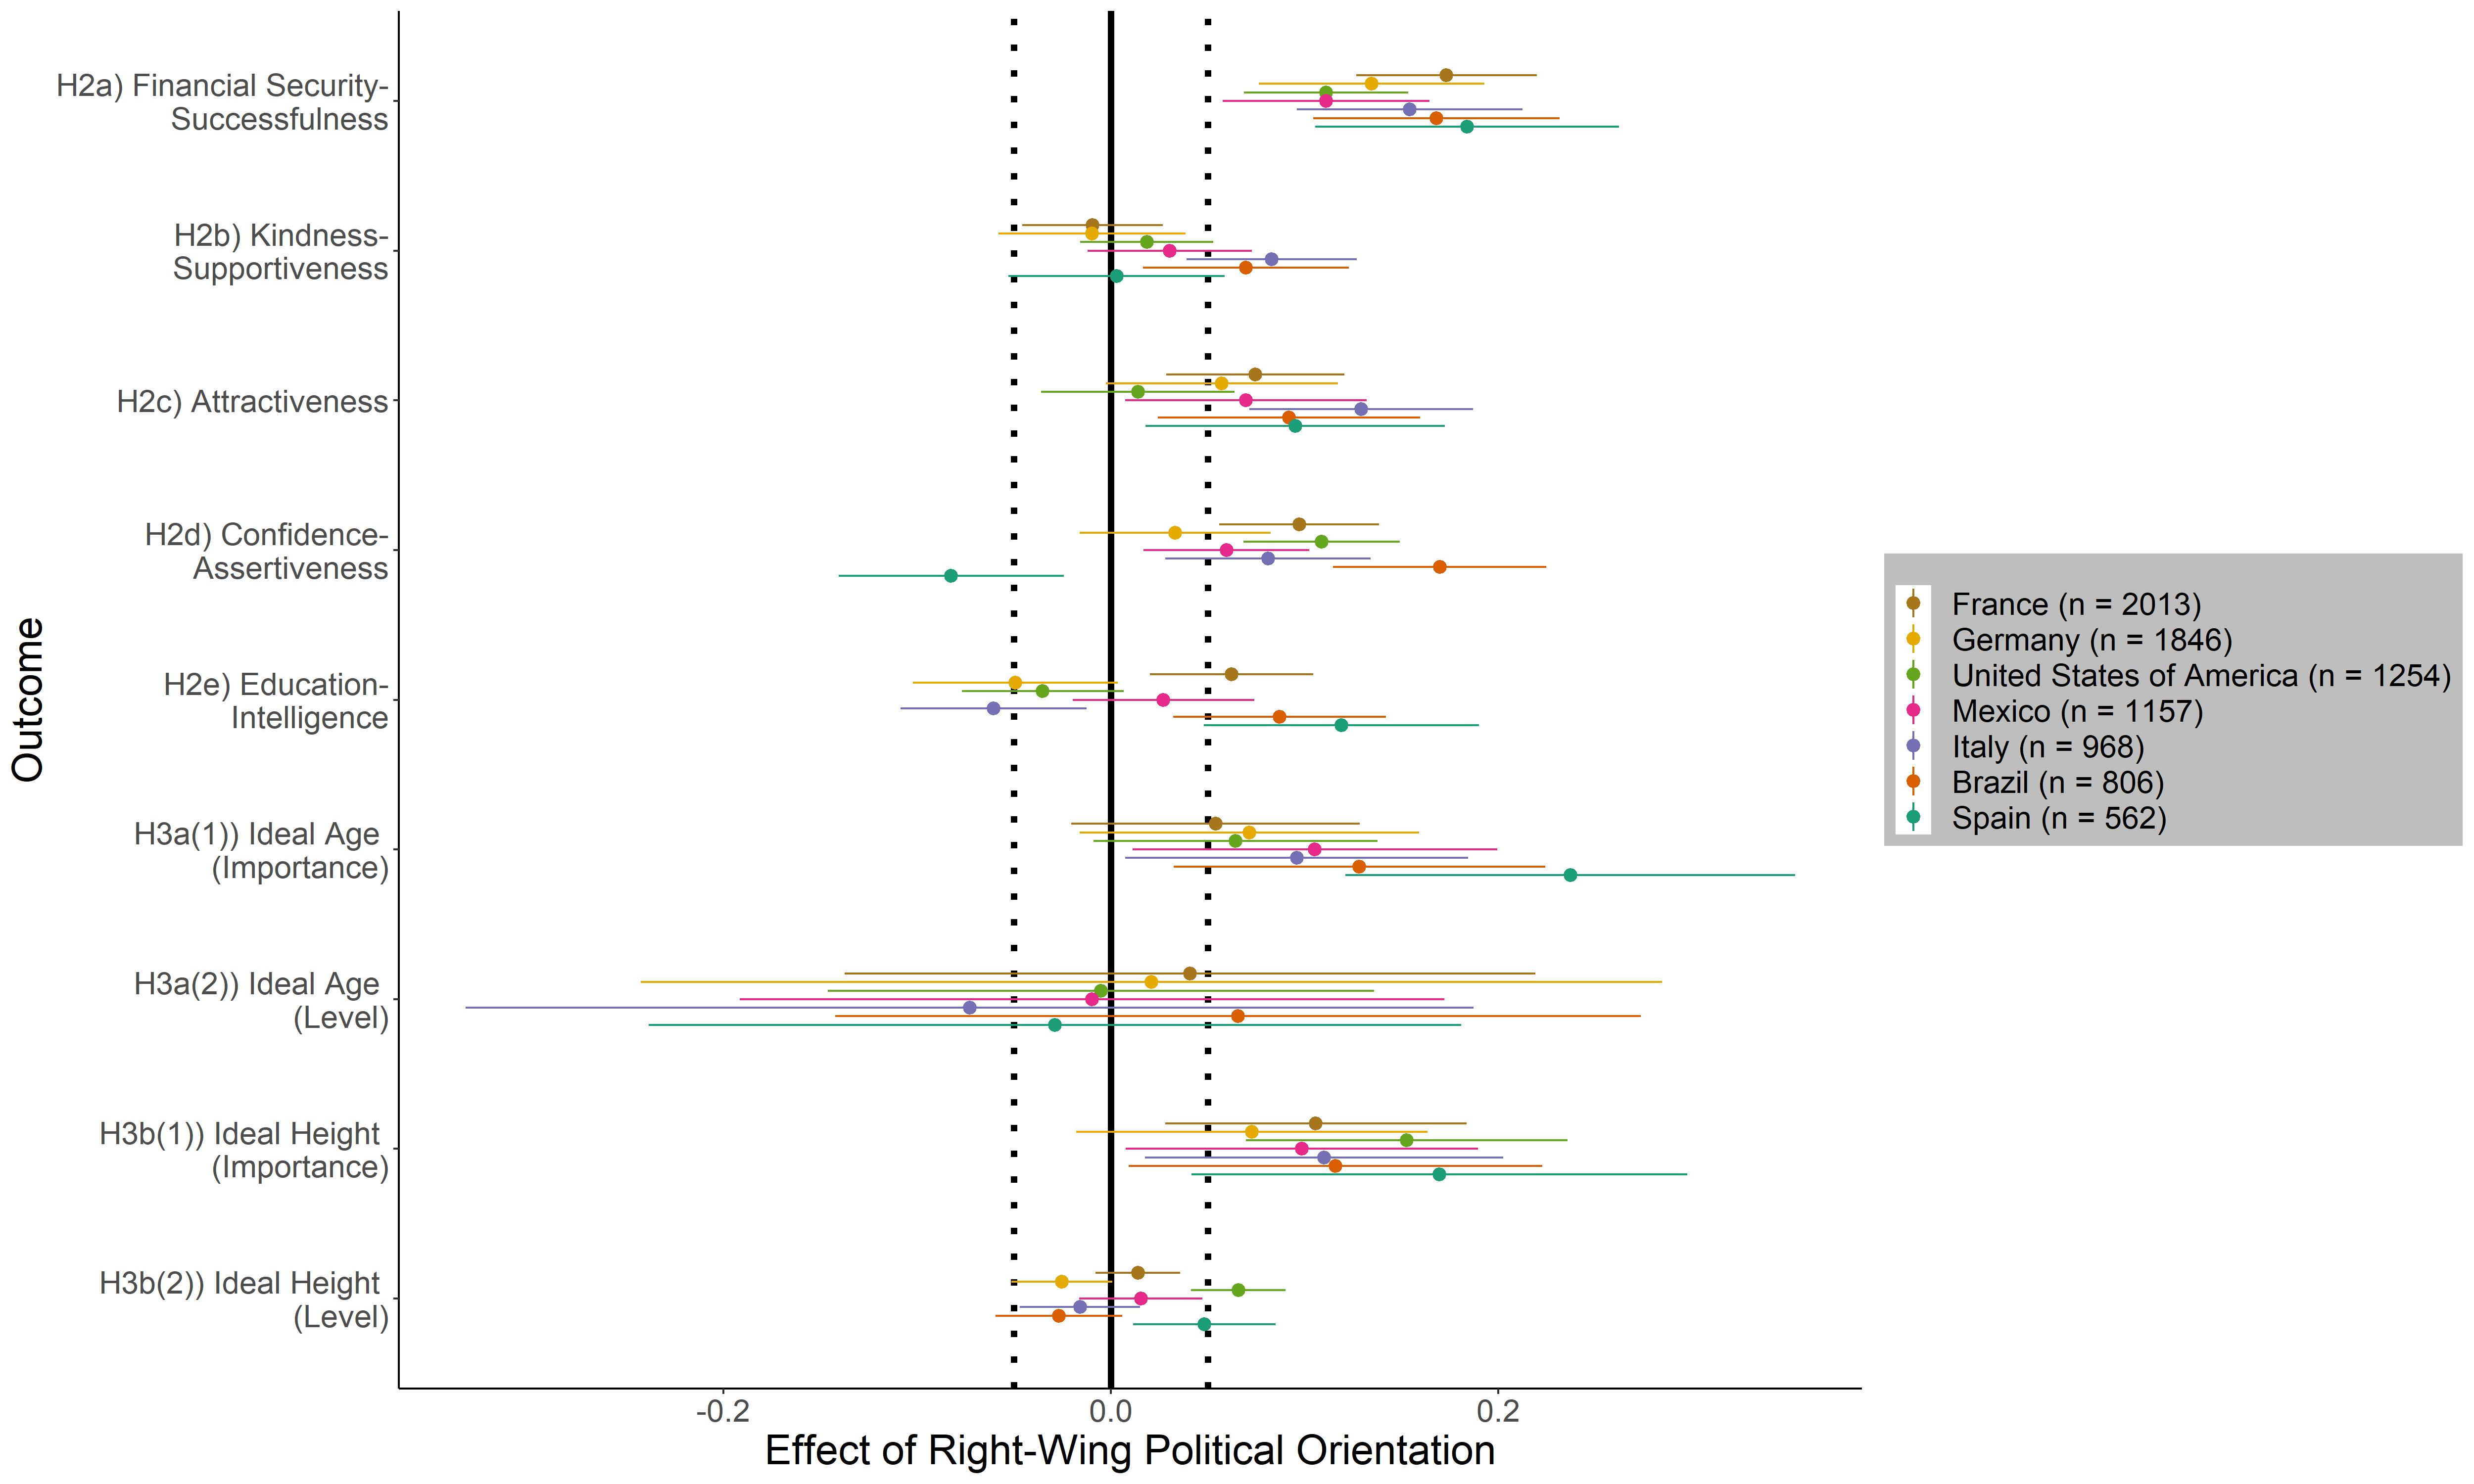 H2a) Financial Security-
Successfulness
H2b) Kindness-
Supportiveness
H2c) Attractiveness
H2d) Confidence-
Assertiveness
H2e) Education-
Intelligence
H3a(1)) Ideal Age
(Importance)
H3a(2)) Ideal Age
(Level)
H3b(1)) Ideal Height
(Importance)
H3b(2)) Ideal Height
(Level)
Outcome
-0.2
0.0
0.2
Effect of Right-Wing Political Orientation
France (n = 2013)
Germany (n = 1846)
United States of America (n = 1254)
Mexico (n = 1157)
Italy (n = 968)
Brazil (n = 806)
Spain (n = 562)